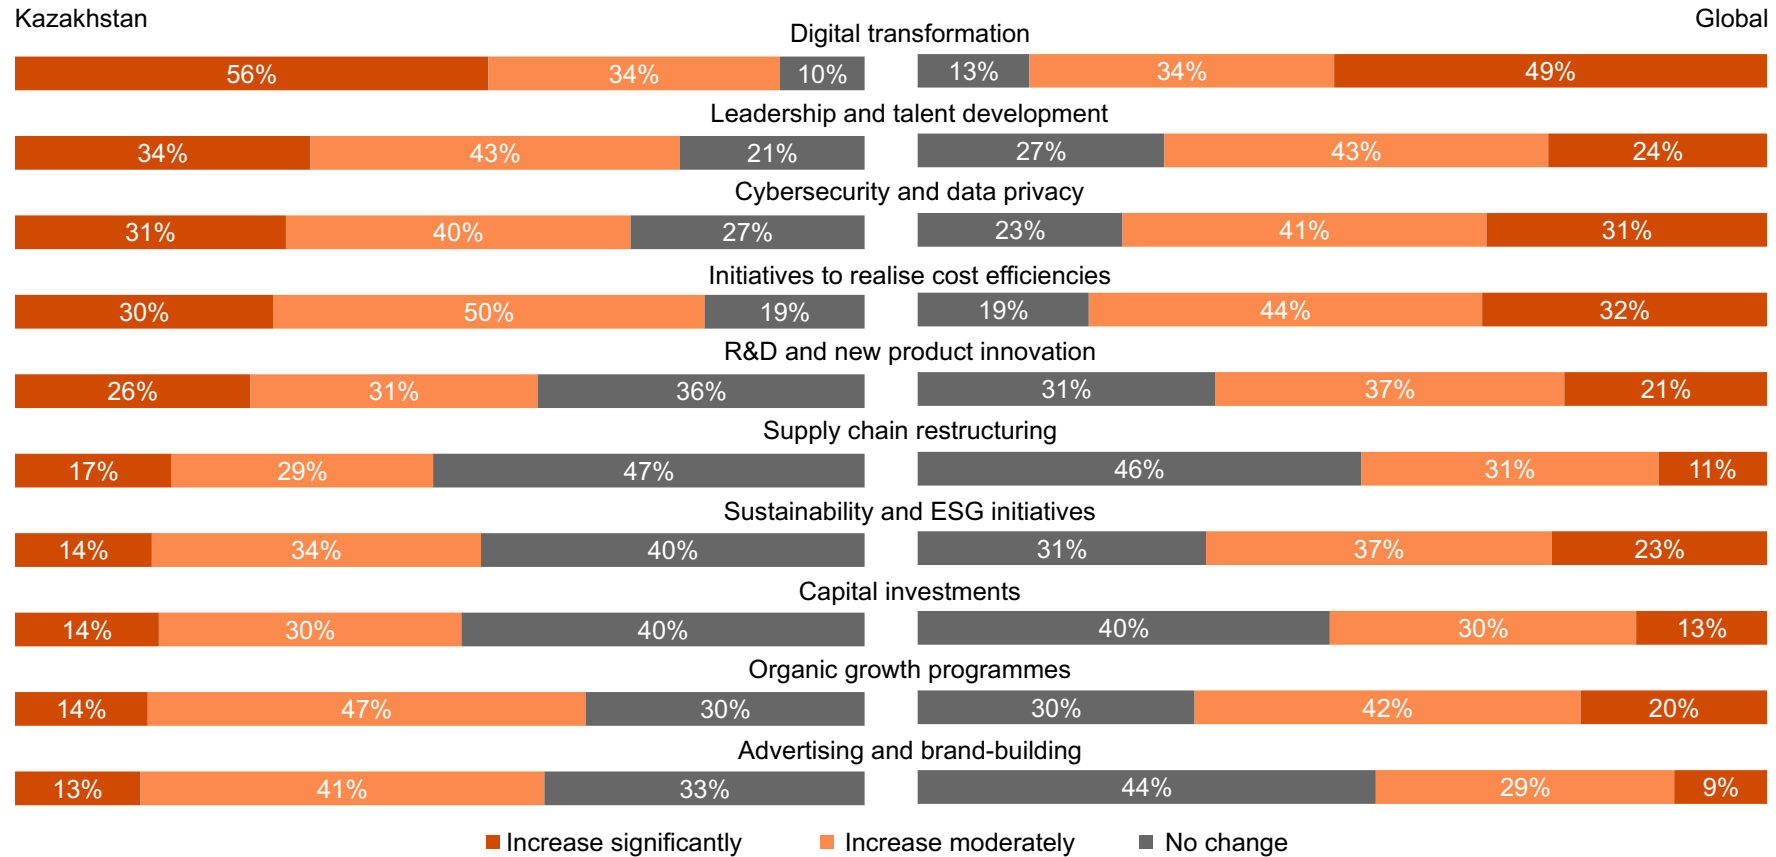 Kazakhstan Global
Digital transformation
56% 34% 10% 13% 34% 49%
Leadership and talent development
34% 43% 21% 27% 43% 24%
Cybersecurity and data privacy
31% 40% 27% 23% 41% 31%
Initiatives to realise cost efficiencies
30% 50% 19% 19% 44% 32%
R&D and new product innovation
26% 31% 36% 31% 37% 21%
Supply chain restructuring
17% 29% 47% 46% 31% 11%
Sustainability and ESG initiatives
14% 34% 40% 31% 37% 23%
Capital investments
14% 30% 40% 40% 30% 13%
Organic growth programmes
14% 47% 30% 30% 42% 20%
Advertising and brand-building
13% 41% 33% 44% 29% 9%
Increase significantly Increase moderately No change